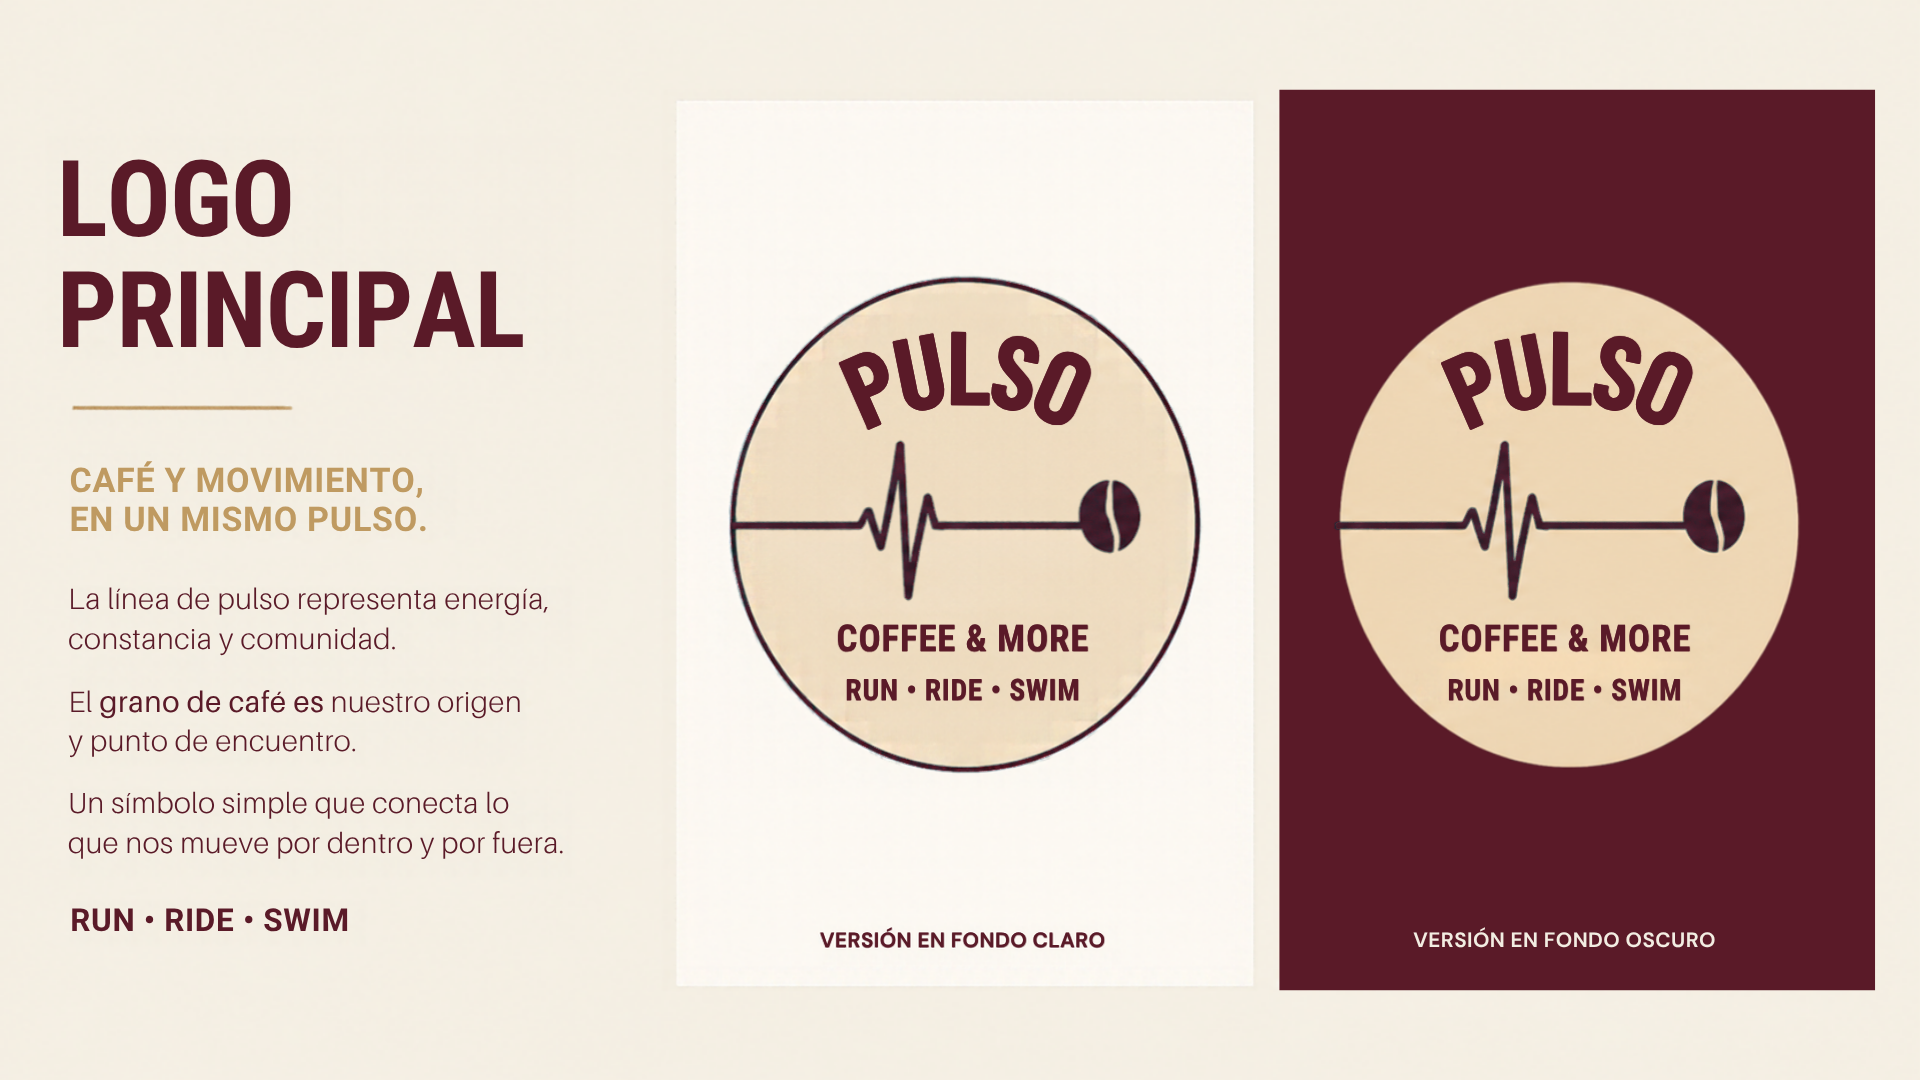 LOGO
PRINCIPAL
CAFÉ Y MOVIMIENTO,
EN UN MISMO PULSO.
La línea de pulso representa energía,
constancia y comunidad.
El grano de café es nuestro origen
y punto de encuentro.
Un símbolo simple que conecta lo
que nos mueve por dentro y por fuera.
RUN • RIDE • SWIM
PULSO
COFFEE & MORE
RUN • RIDE • SWIM
VERSIÓN EN FONDO CLARO
PULSO
COFFEE & MORE
RUN • RIDE • SWIM
VERSIÓN EN FONDO OSCURO